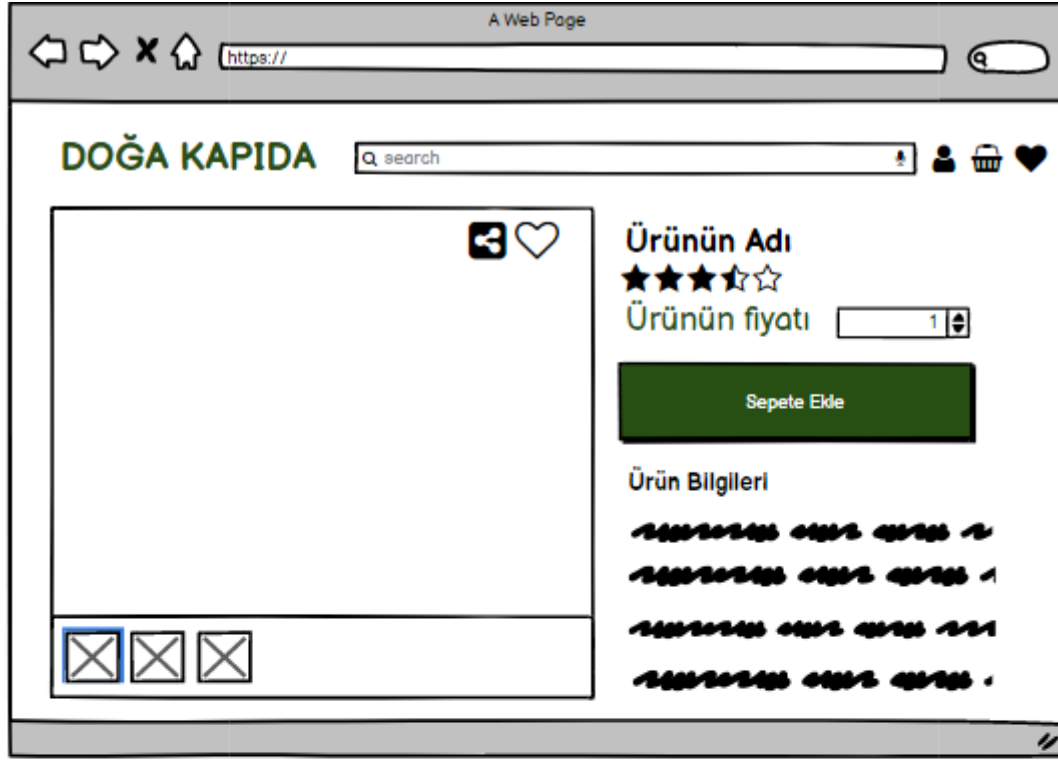 A Web Page
https://
DOĞA KAPIDA
search
Ürünün Adı
Ürünün fiyatı
1
Sepete Ekle
Ürün Bilgileri